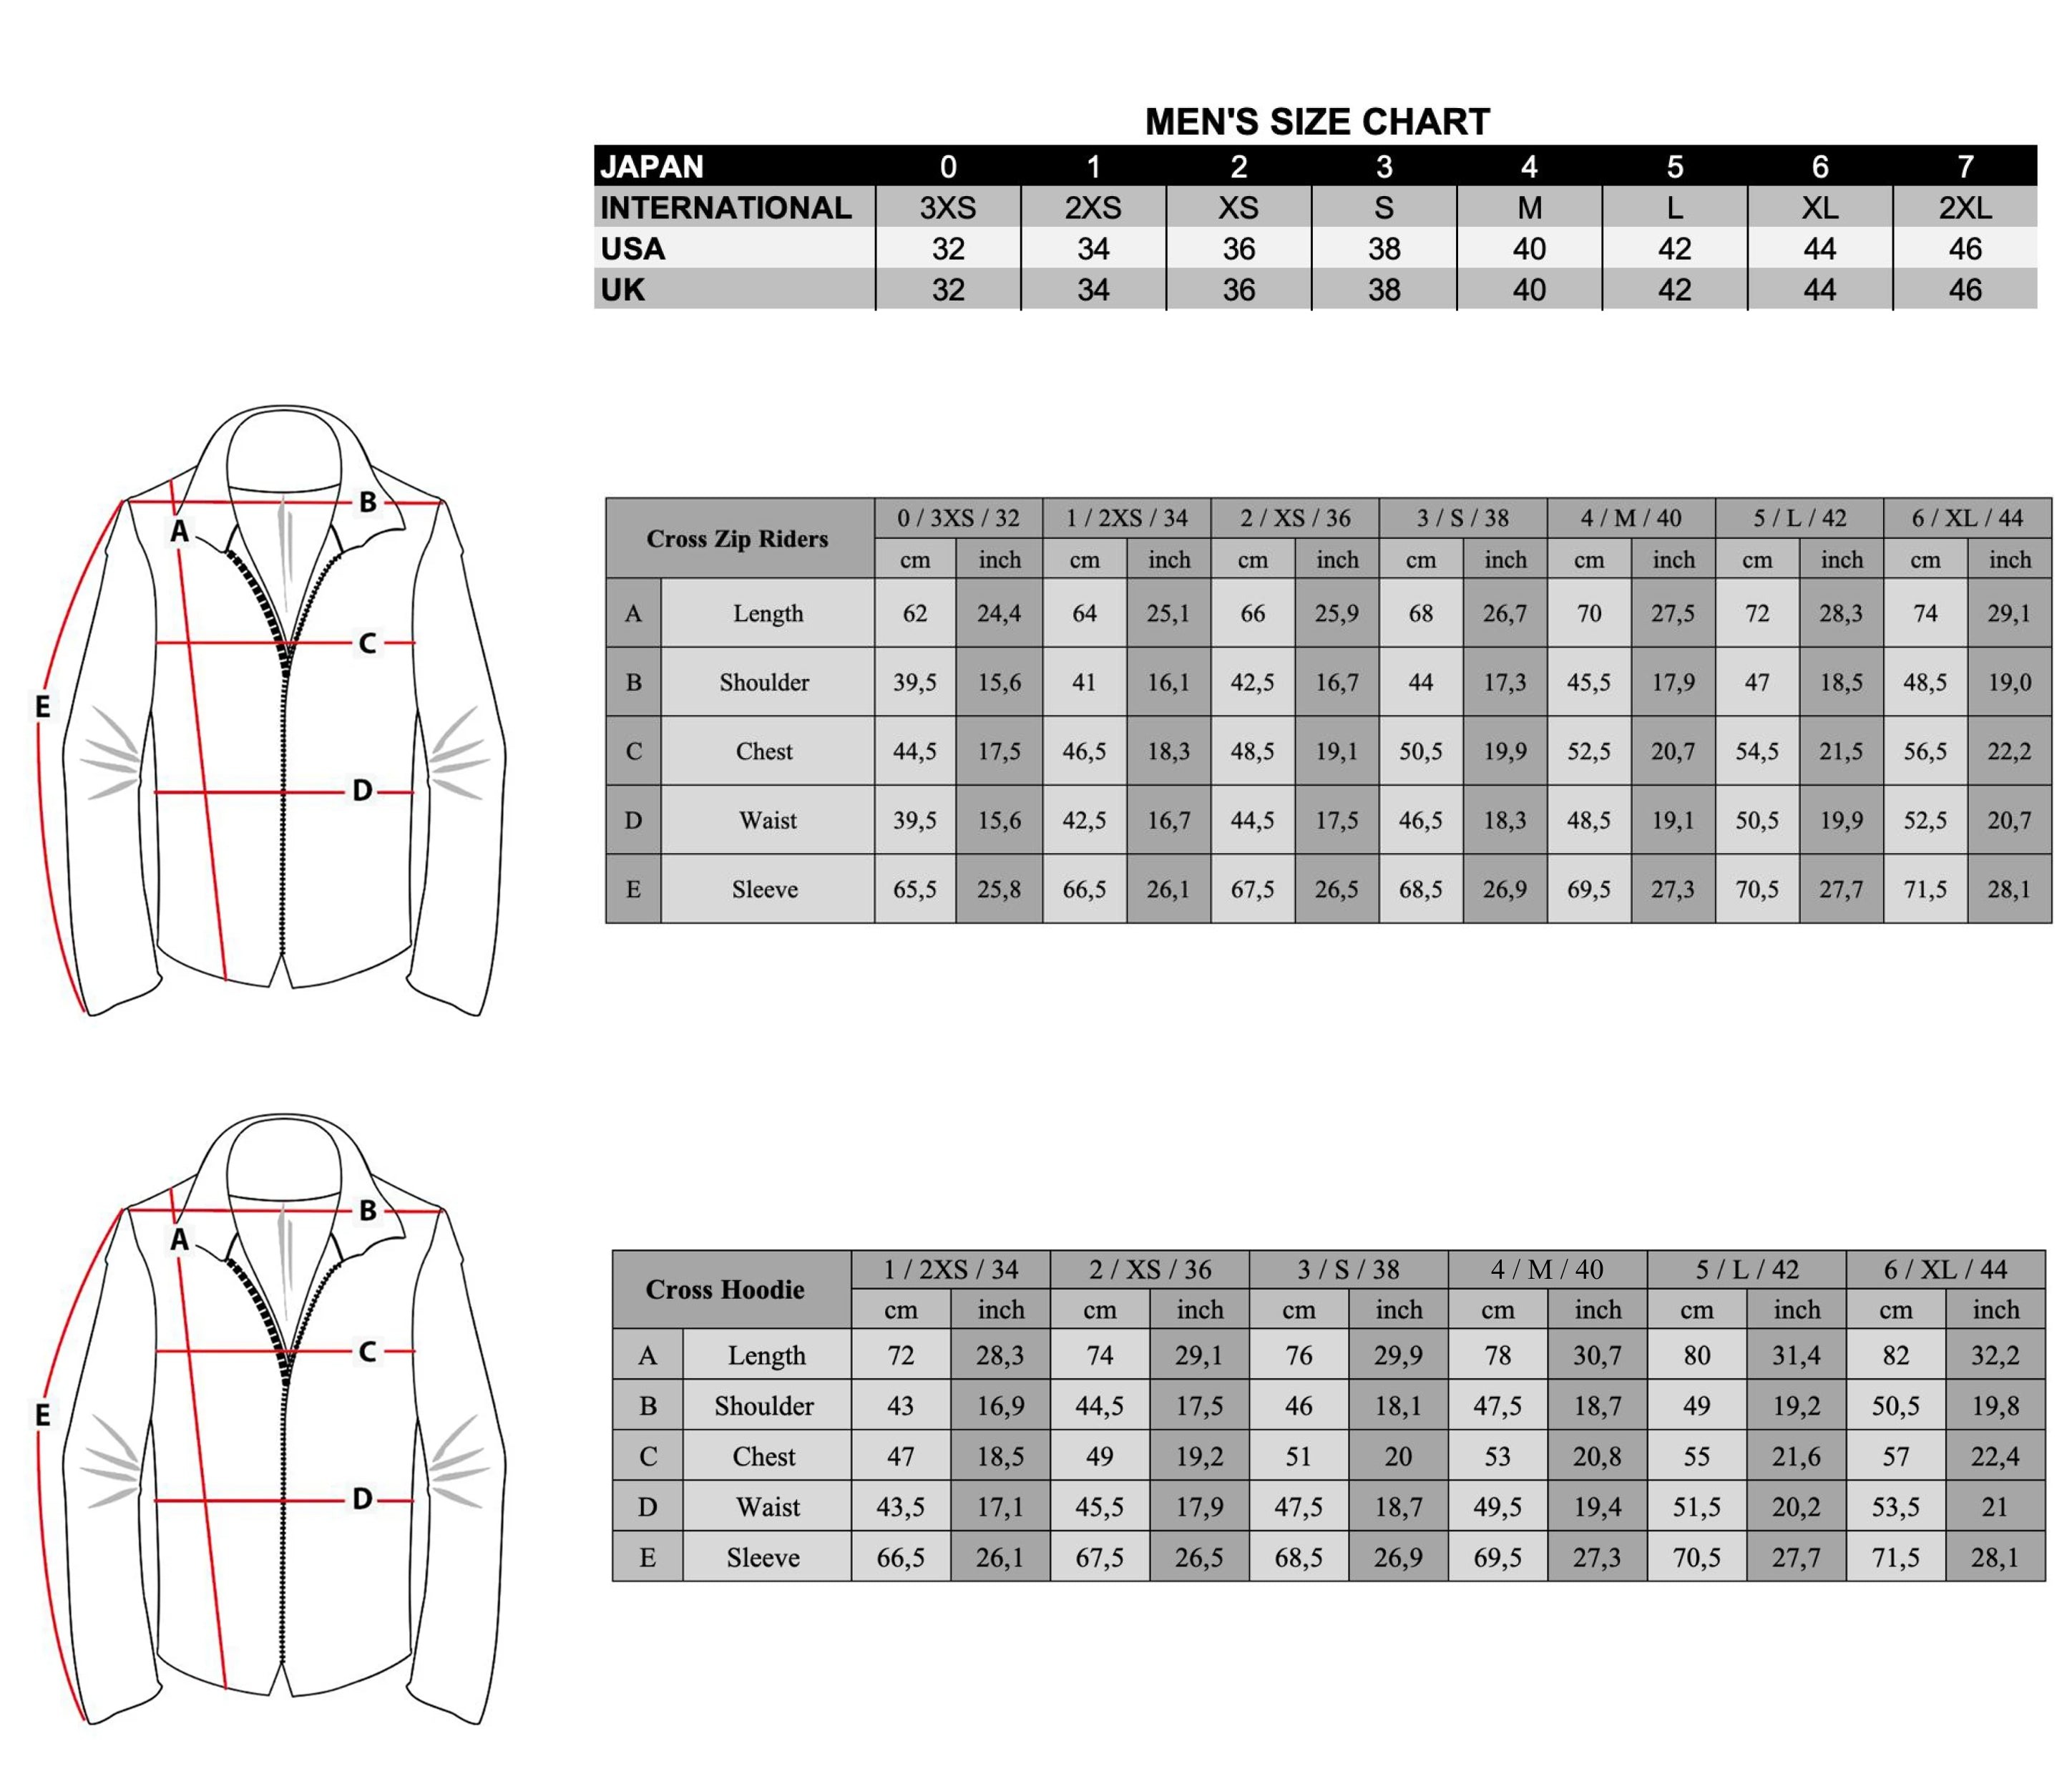 MEN'S SIZE CHART
JAPAN 0 1 2 3 4 5 6 7
INTERNATIONAL 3XS 2XS XS S M L XL 2XL
USA 32 34 36 38 40 42 44 46
UK 32 34 36 38 40 42 44 46
B
A
C
E
D
Cross Zip Riders 0 / 3XS / 32 1 / 2XS / 34 2 / XS / 36 3 / S / 38 4 / M / 40 5 / L / 42 6 / XL / 44
cm inch cm inch cm inch cm inch cm inch cm inch cm inch
A Length 62 24,4 64 25,1 66 25,9 68 26,7 70 27,5 72 28,3 74 29,1
B Shoulder 39,5 15,6 41 16,1 42,5 16,7 44 17,3 45,5 17,9 47 18,5 48,5 19,0
C Chest 44,5 17,5 46,5 18,3 48,5 19,1 50,5 19,9 52,5 20,7 54,5 21,5 56,5 22,2
D Waist 39,5 15,6 42,5 16,7 44,5 17,5 46,5 18,3 48,5 19,1 50,5 19,9 52,5 20,7
E Sleeve 65,5 25,8 66,5 26,1 67,5 26,5 68,5 26,9 69,5 27,3 70,5 27,7 71,5 28,1
B
A
C
E
D
Cross Hoodie 1 / 2XS / 34 2 / XS / 36 3 / S / 38 4 / M / 40 5 / L / 42 6 / XL / 44
cm inch cm inch cm inch cm inch cm inch cm inch
A Length 72 28,3 74 29,1 76 29,9 78 30,7 80 31,4 82 32,2
B Shoulder 43 16,9 44,5 17,5 46 18,1 47,5 18,7 49 19,2 50,5 19,8
C Chest 47 18,5 49 19,2 51 20 53 20,8 55 21,6 57 22,4
D Waist 43,5 17,1 45,5 17,9 47,5 18,7 49,5 19,4 51,5 20,2 53,5 21
E Sleeve 66,5 26,1 67,5 26,5 68,5 26,9 69,5 27,3 70,5 27,7 71,5 28,1